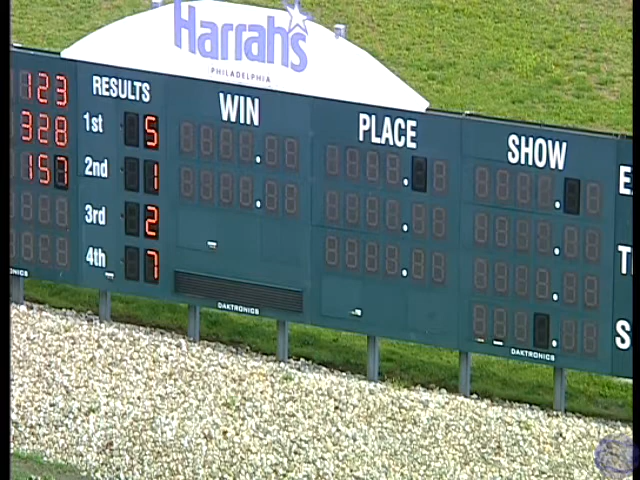 Harrah's
PHILADELPHIA
RESULTS
WIN
PLACE
SHOW
123
328
157
1st 5
2nd 1
3rd 2
4th 7
E
T
S
ONICS
DAKTRONICS
DAKTRONICS